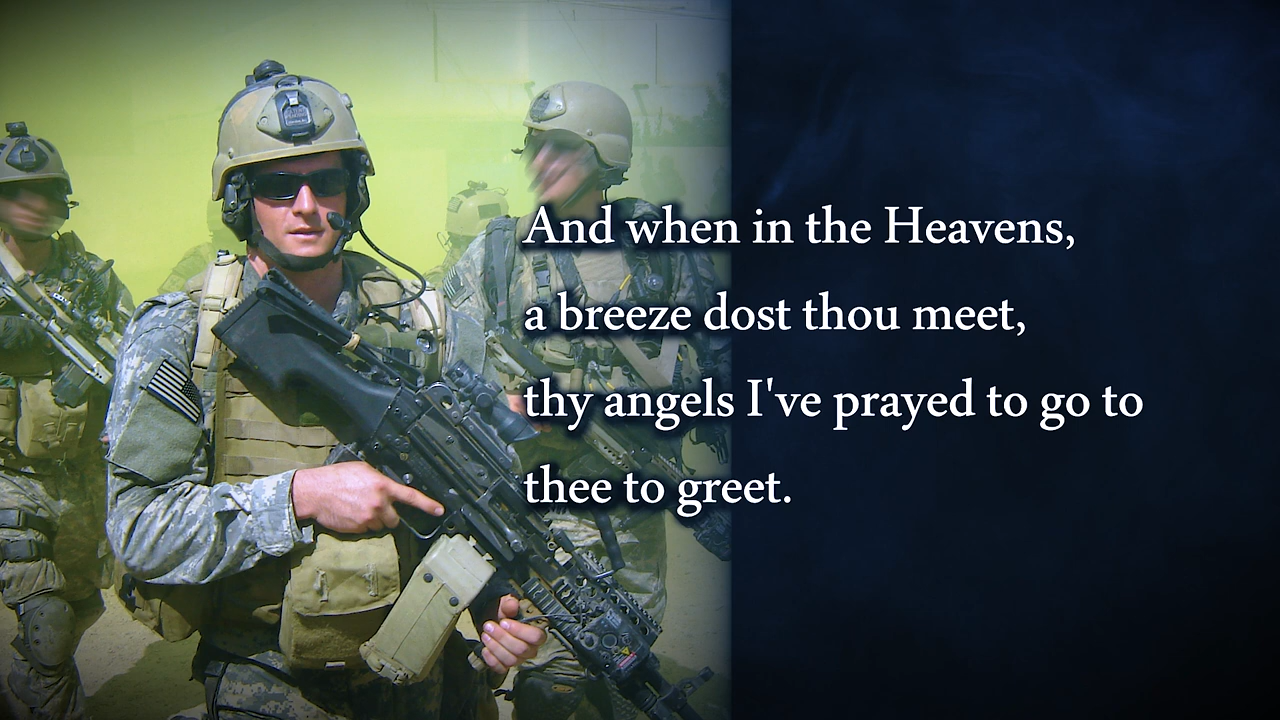 And when in the Heavens,
a breeze dost thou meet,
thy angels I've prayed to go to
thee to greet.